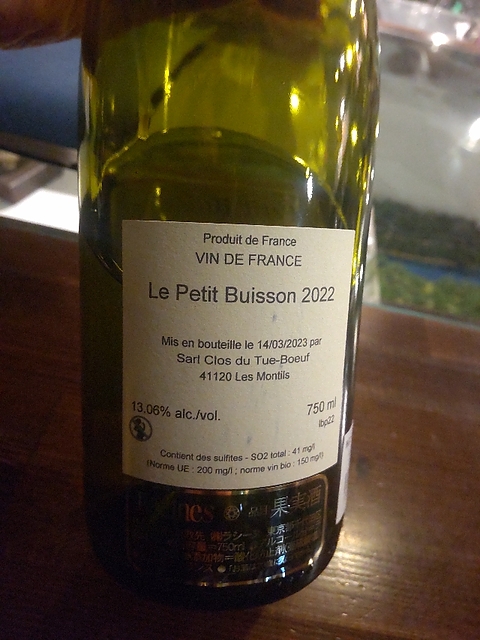 Produit de France
VIN DE FRANCE
Le Petit Buisson 2022
Mis en bouteille le 14/03/2023 par
Sarl Clos du Tue-Boeuf
41120 Les Montils
13,06% alc./vol.
750 ml
lbp22
Contient des sulfites - SO2 total : 41 mg/l
(Norme UE : 200 mg/l ; norme vin bio : 150 mg/l)
果実酒
=750ml